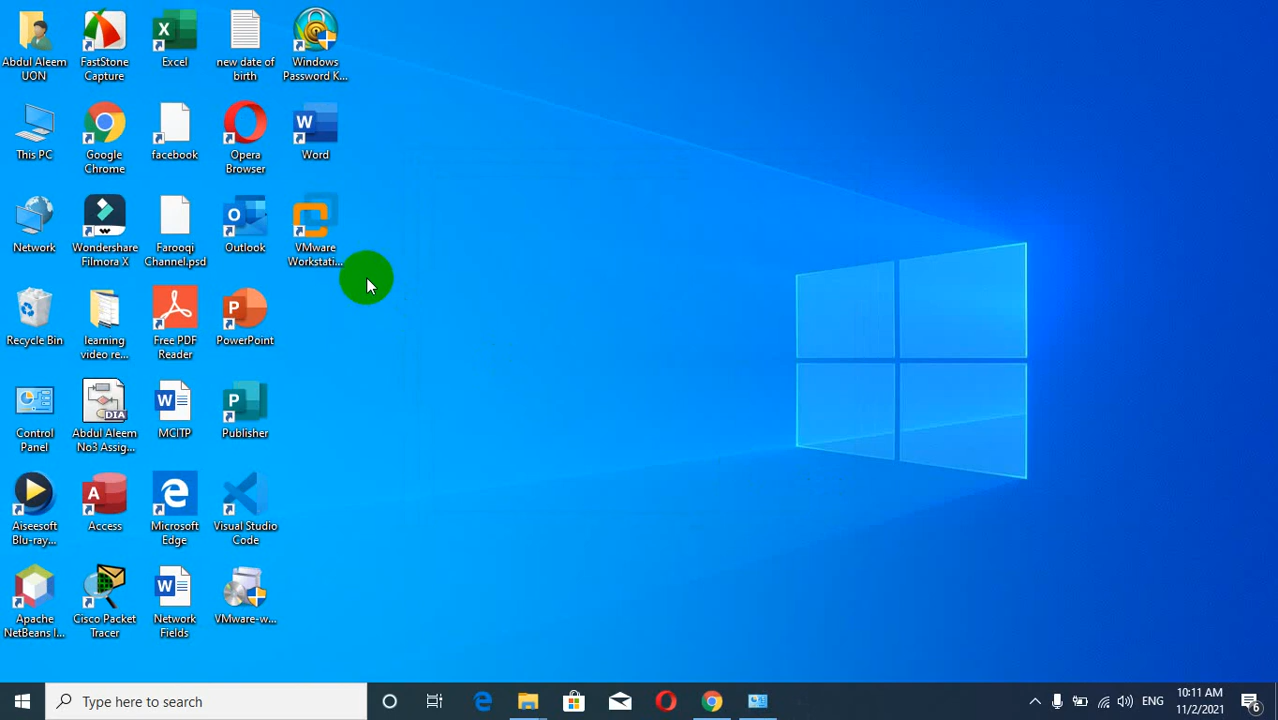 Abdul Aleem
UON
FastStone
Capture
Excel
new date of
birth
Windows
Password K...
This PC
Google
Chrome
facebook
Opera
Browser
Word
Network
Wondershare
Filmora X
Farooqi
Channel.psd
Outlook
VMware
Workstati...
Recycle Bin
learning
video re...
Free PDF
Reader
PowerPoint
Control
Panel
DIA
Abdul Aleem
No3 Assig...
MCITP
Publisher
Aiseesoft
Blu-ray...
Access
Microsoft
Edge
Visual Studio
Code
Apache
NetBeans I...
Cisco Packet
Tracer
Network
Fields
VMware-w...
Type here to search
ENG
10:11 AM
11/2/2021
6